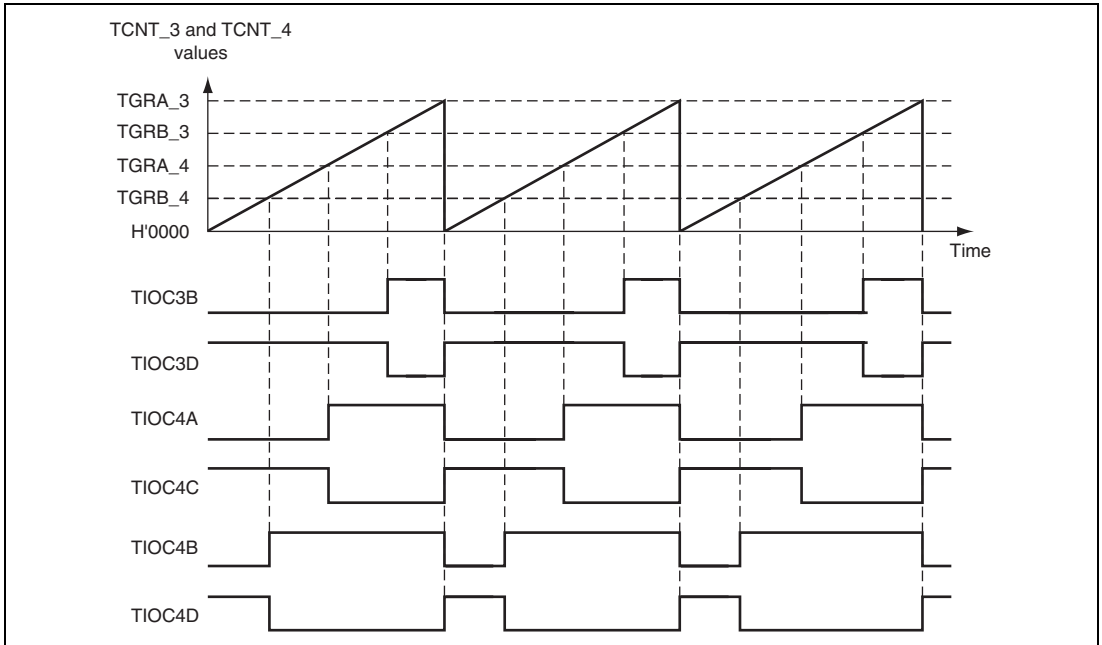 TCNT_3 and TCNT_4
values
TGRA_3
TGRB_3
TGRA_4
TGRB_4
H'0000
Time
TIOC3B
TIOC3D
TIOC4A
TIOC4C
TIOC4B
TIOC4D